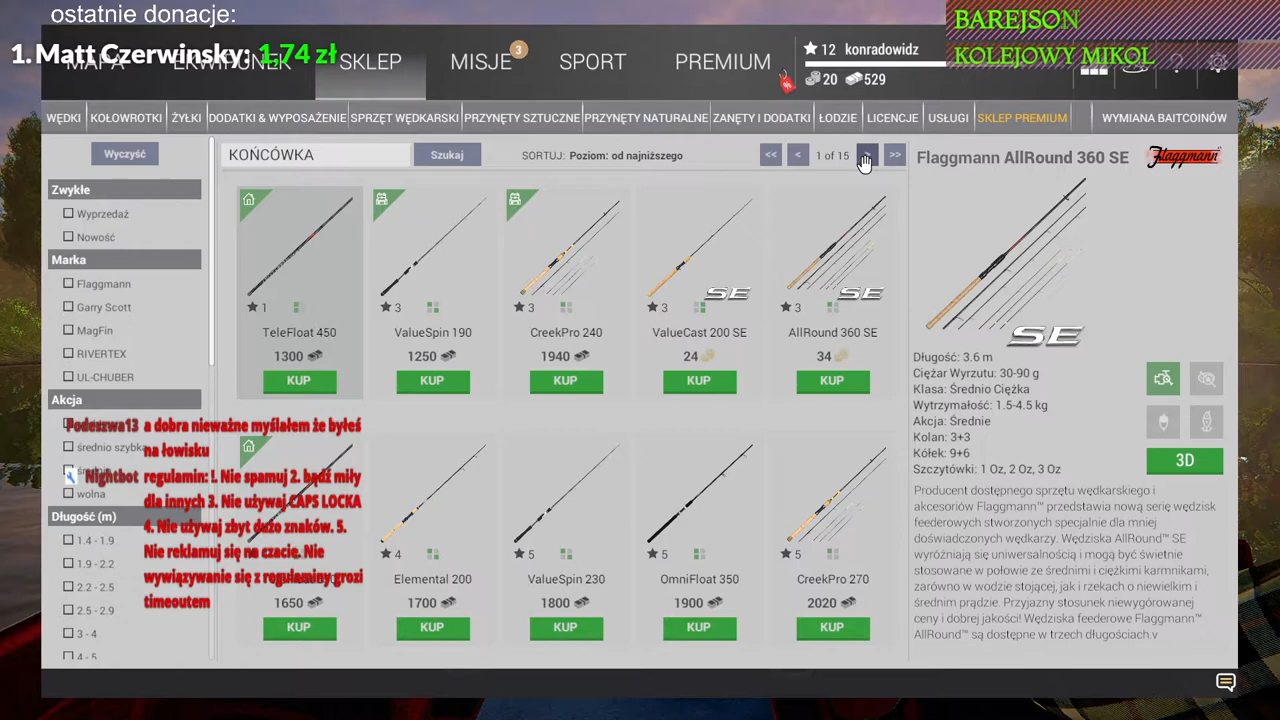 ostatnie donacje:
1. Matt Czerwinsky: 1,74 zł
BAREJSON
KOLEJOWY MIKOL
MAPA EKWIPUNEK SKLEP MISJE 3 SPORT PREMIUM
12 konradowidz
20 529
WĘDKI KOŁOWROTKI ŻYŁKI DODATKI & WYPOSAŻENIE SPRZĘT WĘDKARSKI PRZYNĘTY SZTUCZNE PRZYNĘTY NATURALNE ZANĘTY I DODATKI ŁODZIE LICENCJE USŁUGI SKLEP PREMIUM WYMIANA BAITCOINÓW
Wyczyść
KOŃCÓWKA Szukaj SORTUJ: Poziom: od najniższego << < 1 of 15 > >>
Zwykłe
Wyprzedaż
Nowość
Marka
Flaggmann
Garry Scott
MagFin
RIVERTEX
UL-CHUBER
Akcja
średnio szybka
wolna
Długość (m)
1.4 - 1.9
1.9 - 2.2
2.2 - 2.5
2.5 - 2.9
3 - 4
4 - 5
SE SE
1 3 3 3 3
TeleFloat 450 ValueSpin 190 CreekPro 240 ValueCast 200 SE AllRound 360 SE
1300 1250 1940 24 34
KUP KUP KUP KUP KUP
4 5 5 5
Elemental 200 ValueSpin 230 OmniFloat 350 CreekPro 270
1650 1700 1800 1900 2020
KUP KUP KUP KUP KUP
Podeszwa13 a dobra nieważne myślałem że byłeś
na łowisku
Nightbot regulamin: !. Nie spamuj 2. bądź miły
dla innych 3. Nie używaj CAPS LOCKA
4. Nie używaj zbyt dużo znaków. 5.
Nie reklamuj się na czacie. Nie
wywiązywanie się z regulaminy grozi
timeoutem
Flaggmann AllRound 360 SE Flaggmann
SE
Długość: 3.6 m
Ciężar Wyrzutu: 30-90 g
Klasa: Średnio Ciężka
Wytrzymałość: 1.5-4.5 kg
Akcja: Średnie
Kolan: 3+3
Kółek: 9+6
Szczytówki: 1 Oz, 2 Oz, 3 Oz
3D
Producent dostępnego sprzętu wędkarskiego i
akcesoriów Flaggmann™ przedstawia nową serię wędzisk
feederowych stworzonych specjalnie dla mniej
doświadczonych wędkarzy. Wędziska AllRound™ SE
wyróżniają się uniwersalnością i mogą być świetnie
stosowane w połowie ze średnimi i ciężkimi karmnikami,
zarówno w wodzie stojącej, jak i rzekach o niewielkim i
średnim prądzie. Przyjazny stosunek niewygórowanej
ceny i dobrej jakości! Wędziska feederowe Flaggmann™
AllRound™ są dostępne w trzech długościach.v